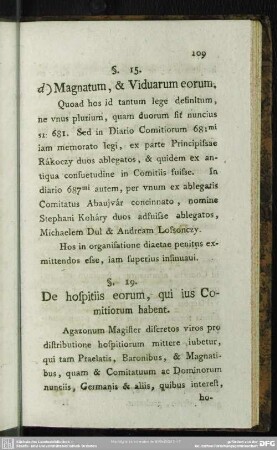 109
§. 15.
d) Magnatum, & Viduarum eorum.
Quoad hos id tantum lege definitum,
ne vnus plurium, quam duorum sit nuncius
51: 681. Sed in Diario Comitiorum 681mi
iam memorato legi, ex parte Principissae
Rákoczy duos ablegatos, & quidem ex an-
tiqua consuetudine in Comitiis fuisse. In
diario 687mi autem, per vnum ex ablegatis
Comitatus Abaujvár concinnato, nomine
Stephani Koháry duos adfuisse ablegatos,
Michaelem Dul & Andream Losonczy.
Hos in organisatione diaetae penitus ex-
mittendos esse, iam superius insinuavi.
§. 19.
De hospitiis eorum, qui ius Co-
mitiorum habent.
Agazonum Magister discretos viros pro
distributione hospitiorum mittere iubetur,
qui tam Praelatis, Baronibus, & Magnati-
bus, quam & Comitatuum ac Dominorum
nunciis, Germanis & aliis, quibus interest,
ho-